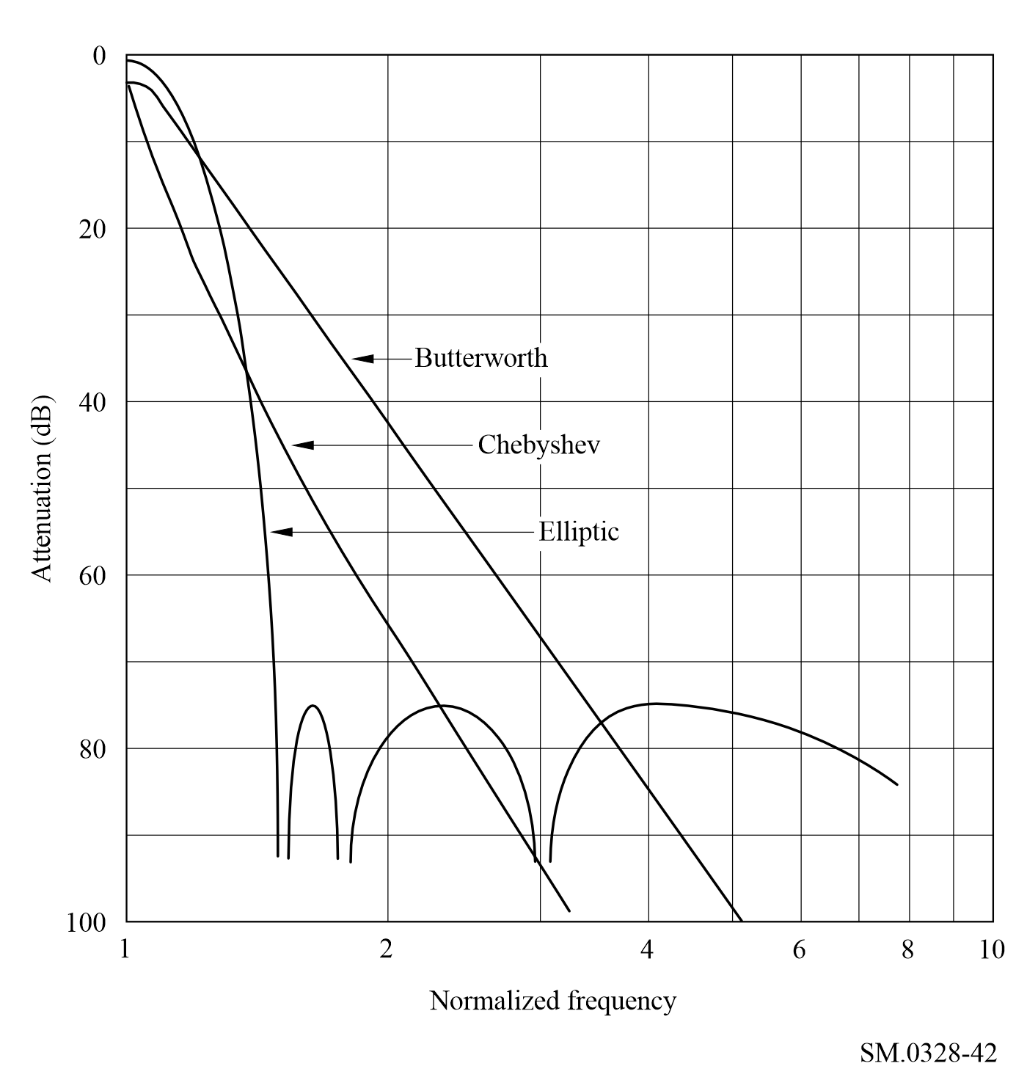 0
20
40
60
80
100
Attenuation (dB)
Butterworth
Chebyshev
Elliptic
1 2 4 6 8 10
Normalized frequency
SM.0328-42